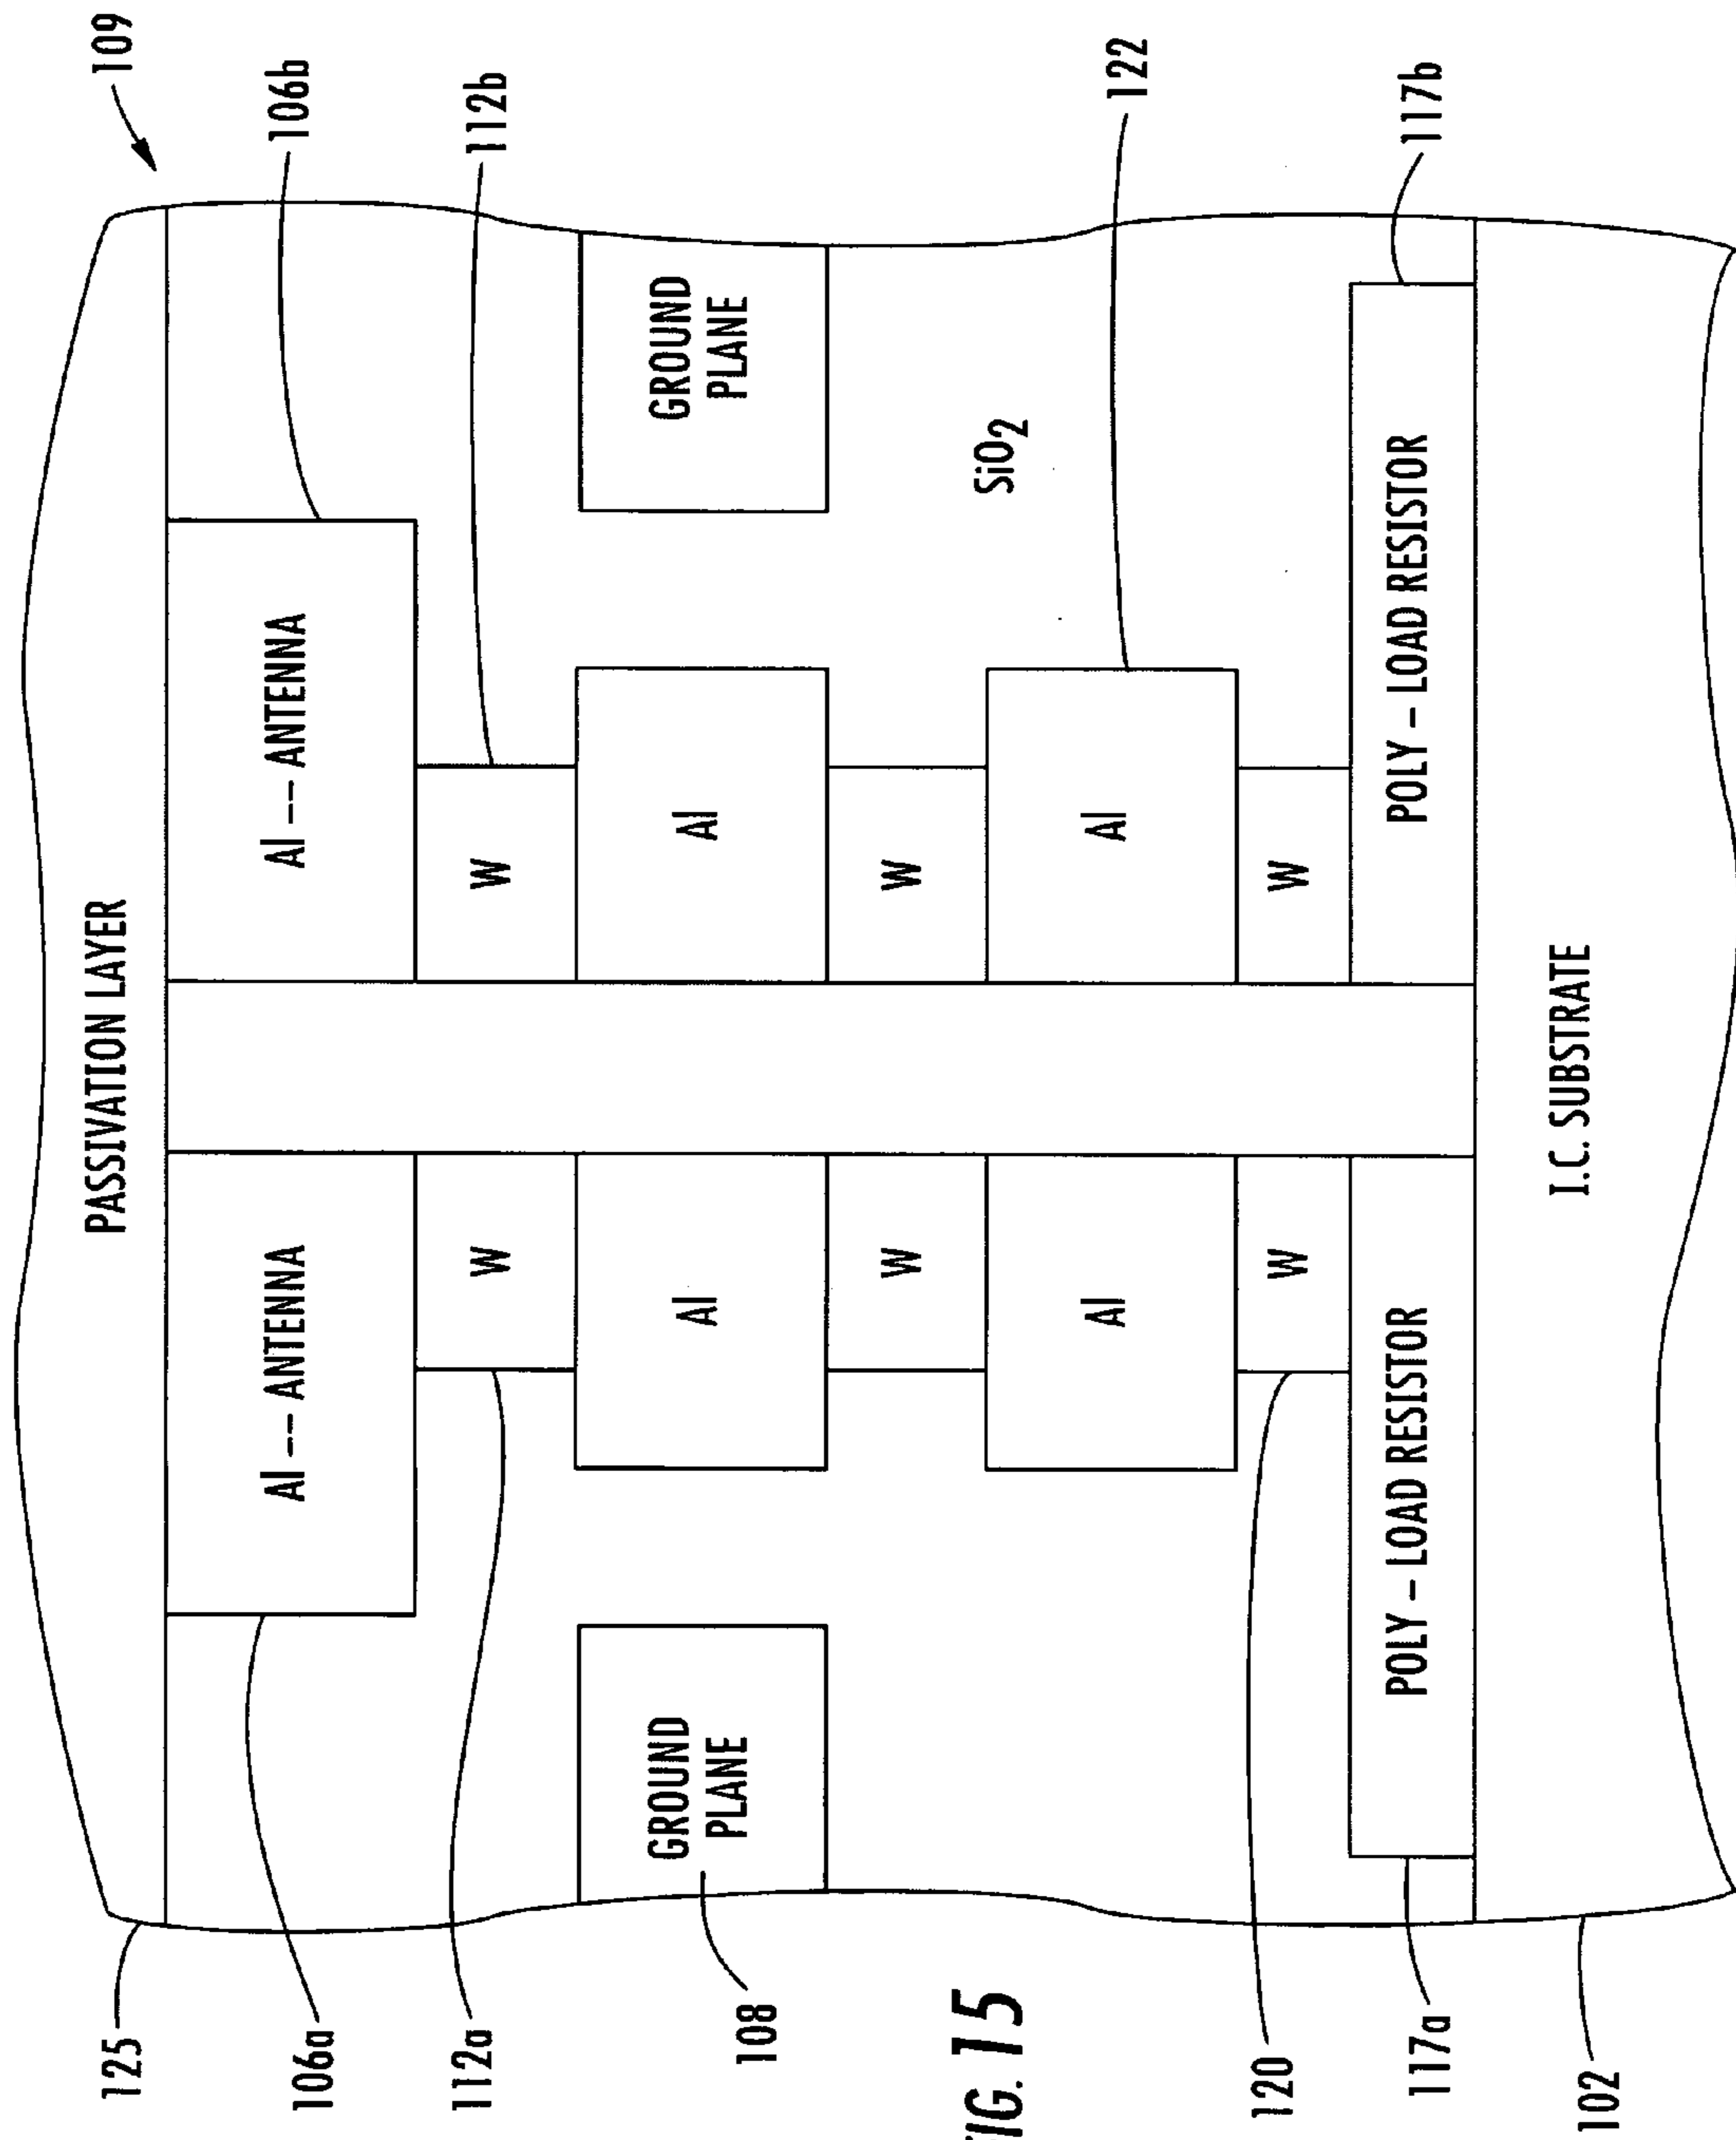 109
PASSIVATION LAYER
125
106a
Al -- ANTENNA
Al -- ANTENNA
106b
112a
W
W
112b
GROUND
PLANE
108
Al
Al
GROUND
PLANE
W
W
SiO₂
FIG. 15
Al
Al
122
120
W
W
117a
POLY – LOAD RESISTOR
POLY – LOAD RESISTOR
117b
I.C. SUBSTRATE
102